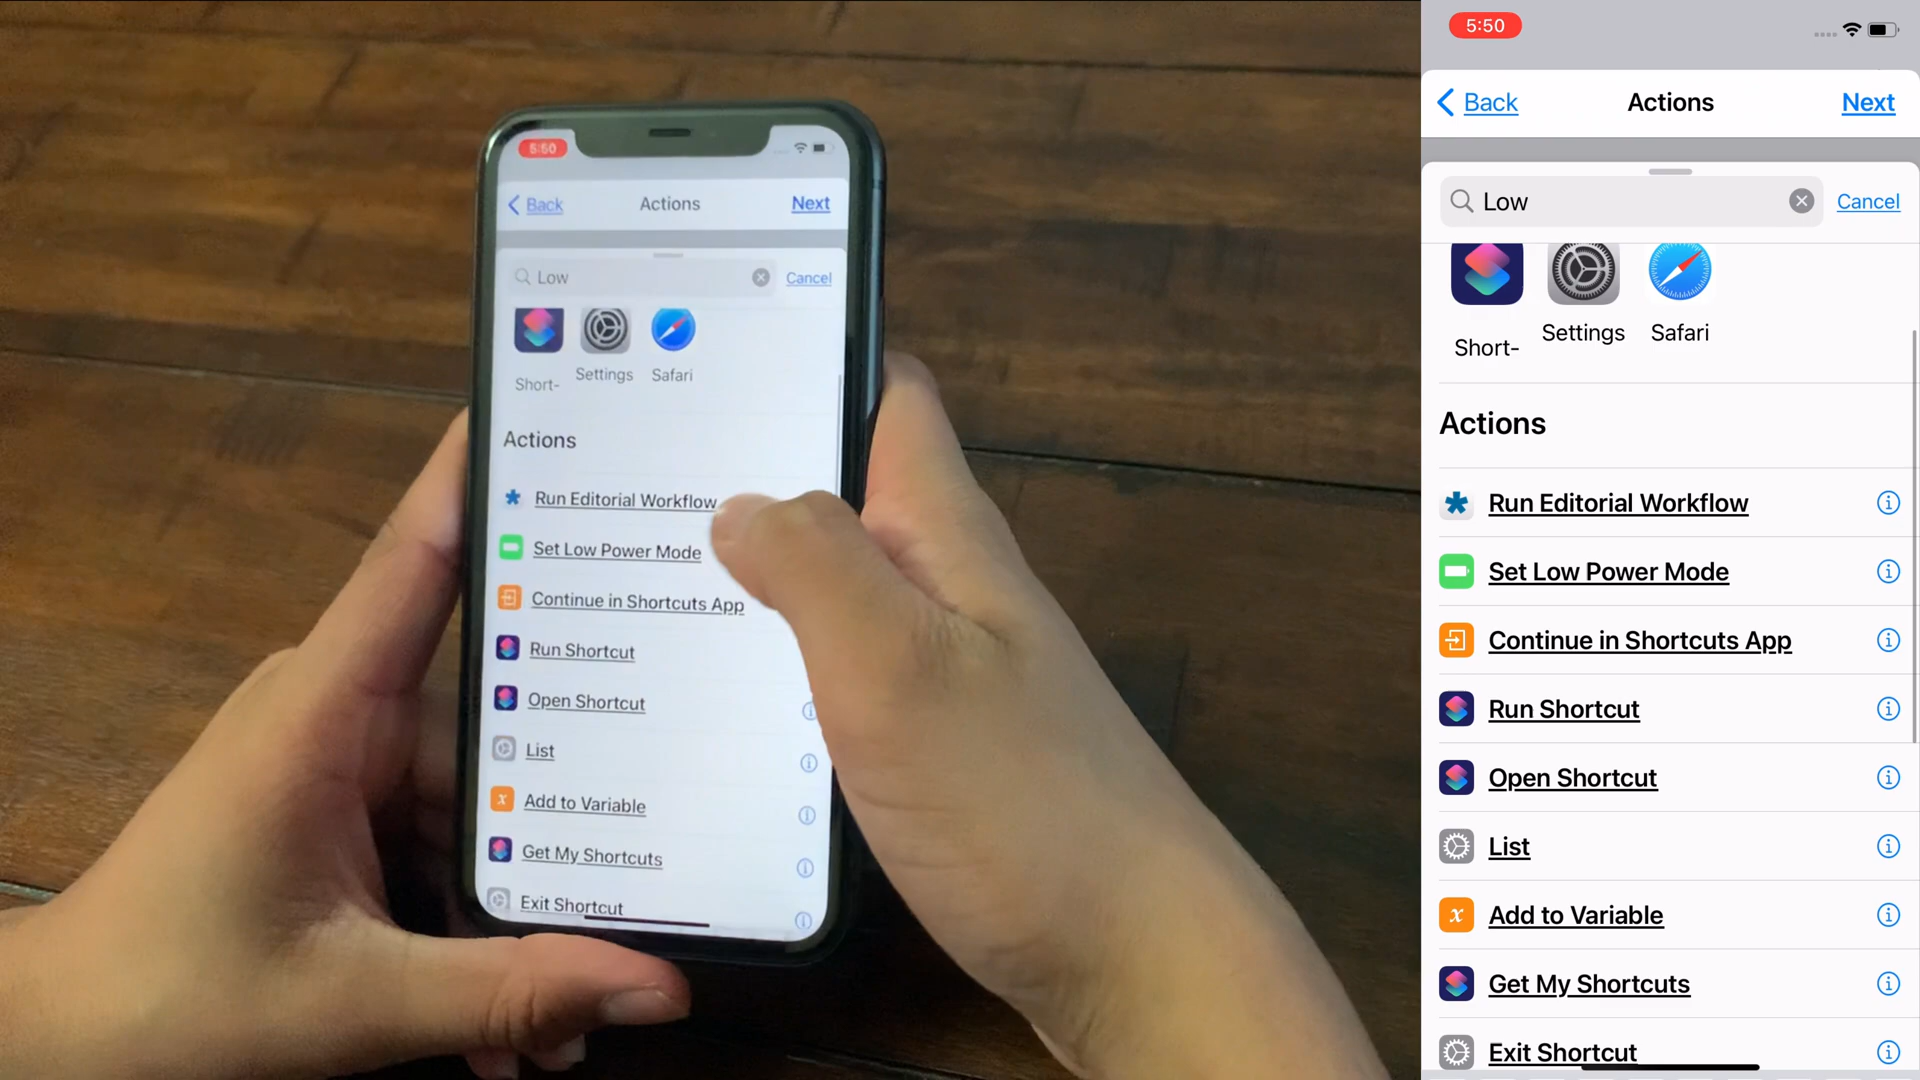 5:50
Back Actions Next
Low Cancel
Short- Settings Safari
Actions
Run Editorial Workflow
Set Low Power Mode
Continue in Shortcuts App
Run Shortcut
Open Shortcut
List
Add to Variable
Get My Shortcuts
Exit Shortcut
5:50
Back Actions Next
Low Cancel
Short- Settings Safari
Actions
Run Editorial Workflow
Set Low Power Mode
Continue in Shortcuts App
Run Shortcut
Open Shortcut
List
Add to Variable
Get My Shortcuts
Exit Shortcut